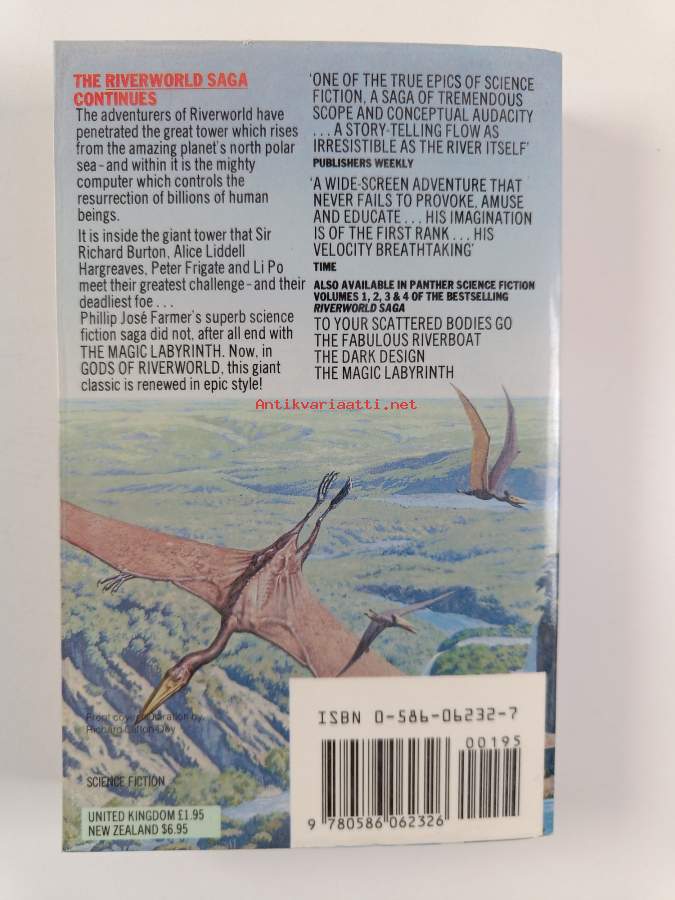 THE RIVERWORLD SAGA
CONTINUES
The adventurers of Riverworld have
penetrated the great tower which rises
from the amazing planet's north polar
sea – and within it is the mighty
computer which controls the
resurrection of billions of human
beings.
It is inside the giant tower that Sir
Richard Burton, Alice Liddell
Hargreaves, Peter Frigate and Li Po
meet their greatest challenge – and their
deadliest foe . . .
Phillip José Farmer's superb science
fiction saga did not, after all end with
THE MAGIC LABYRINTH. Now, in
GODS OF RIVERWORLD, this giant
classic is renewed in epic style!
'ONE OF THE TRUE EPICS OF SCIENCE
FICTION, A SAGA OF TREMENDOUS
SCOPE AND CONCEPTUAL AUDACITY
. . . A STORY-TELLING FLOW AS
IRRESISTIBLE AS THE RIVER ITSELF'
PUBLISHERS WEEKLY
'A WIDE-SCREEN ADVENTURE THAT
NEVER FAILS TO PROVOKE, AMUSE
AND EDUCATE . . . HIS IMAGINATION
IS OF THE FIRST RANK . . . HIS
VELOCITY BREATHTAKING'
TIME
ALSO AVAILABLE IN PANTHER SCIENCE FICTION
VOLUMES 1, 2, 3 & 4 OF THE BESTSELLING
RIVERWORLD SAGA
TO YOUR SCATTERED BODIES GO
THE FABULOUS RIVERBOAT
THE DARK DESIGN
THE MAGIC LABYRINTH
Antikvariaatti.net
Front cover by
Richard
SCIENCE FICTION
UNITED KINGDOM £1.95
NEW ZEALAND $6.95
ISBN 0-586-06232-7
00195
9 780586 062326